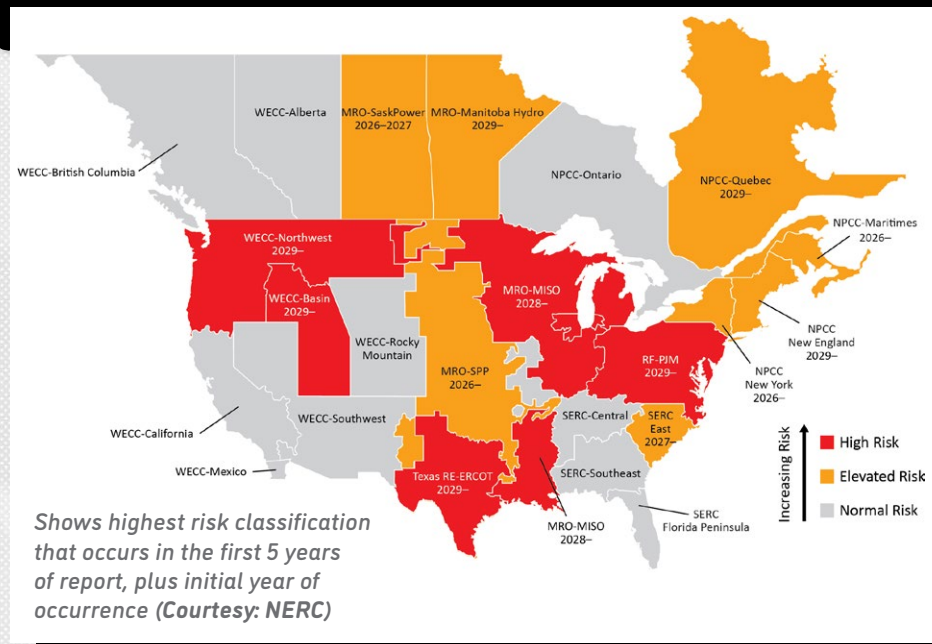 WECC-Alberta
MRO-SaskPower
2026–2027
MRO-Manitoba Hydro
2029–
WECC-British Columbia
NPCC-Ontario
NPCC-Quebec
2029–
NPCC-Maritimes
2026–
WECC-Northwest
2029–
WECC-Basin
2029–
MRO-MISO
2028–
WECC-Rocky
Mountain
MRO-SPP
2026–
RF-PJM
2029–
NPCC
New England
2029–
NPCC
New York
2026–
WECC-California
WECC-Southwest
SERC-Central
SERC
East
2027–
WECC-Mexico
Texas RE-ERCOT
2029–
SERC-Southeast
MRO-MISO
2028–
SERC
Florida Peninsula
Increasing Risk
High Risk
Elevated Risk
Normal Risk
Shows highest risk classification
that occurs in the first 5 years
of report, plus initial year of
occurrence (Courtesy: NERC)